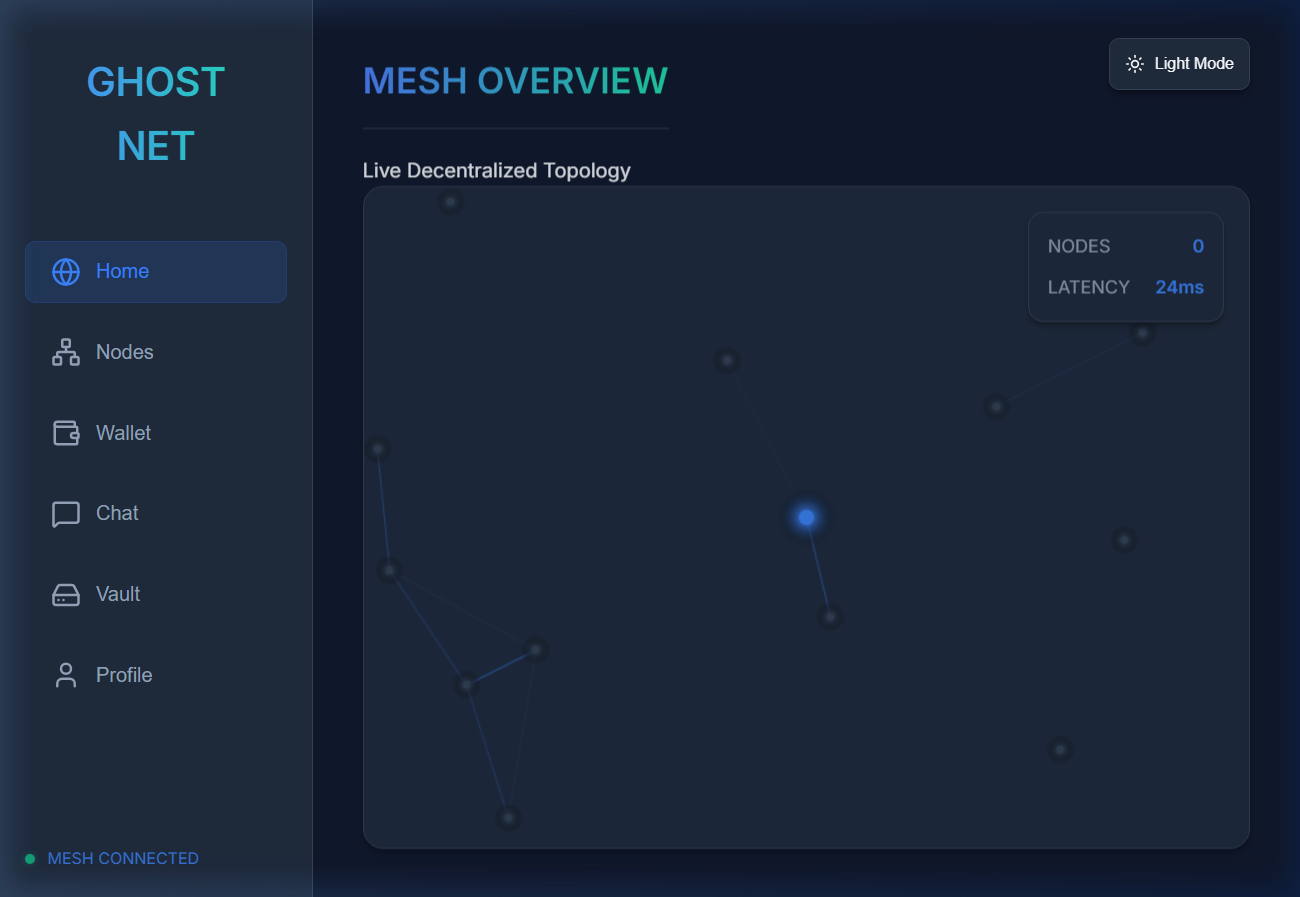 GHOST
NET
Home
Nodes
Wallet
Chat
Vault
Profile
MESH CONNECTED
MESH OVERVIEW
Light Mode
Live Decentralized Topology
NODES 0
LATENCY 24ms